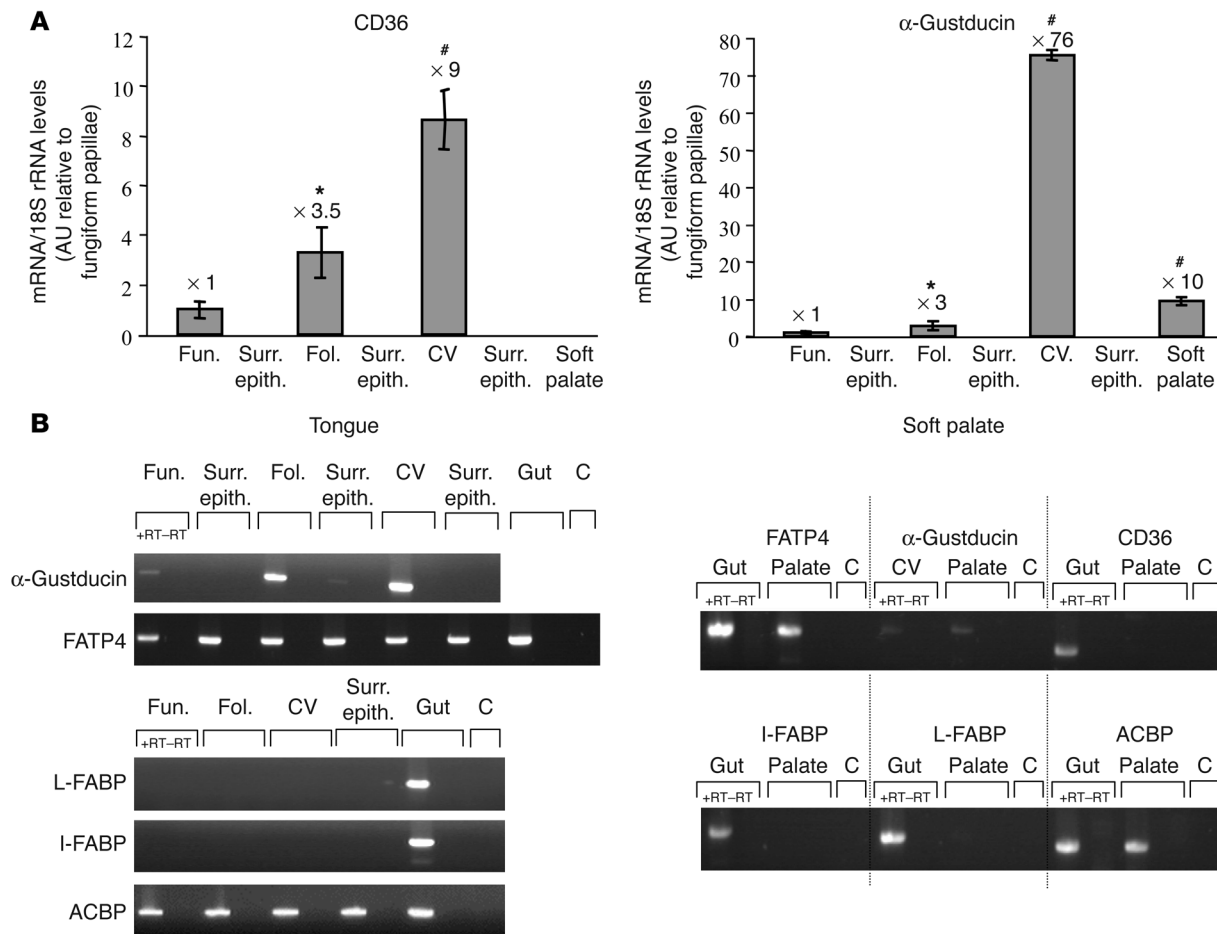 A
CD36
mRNA/18S rRNA levels
(AU relative to
fungiform papillae)
12
10
8
6
4
2
0
× 1
*
× 3.5
#
× 9
Fun.
Surr.
epith.
Fol.
Surr.
epith.
CV
Surr.
epith.
Soft
palate
α-Gustducin
mRNA/18S rRNA levels
(AU relative to
fungiform papillae)
80
70
60
50
40
30
20
10
0
× 1
*
× 3
#
× 76
#
× 10
Fun.
Surr.
epith.
Fol.
Surr.
epith.
CV.
Surr.
epith.
Soft
palate
B
Tongue
Fun.
Surr.
epith.
Fol.
Surr.
epith.
CV
Surr.
epith.
Gut
C
+RT–RT
α-Gustducin
FATP4
Fun.
Fol.
CV
Surr.
epith.
Gut
C
+RT–RT
L-FABP
I-FABP
ACBP
Soft palate
FATP4
α-Gustducin
CD36
Gut Palate C
CV Palate C
Gut Palate C
+RT–RT
+RT–RT
+RT–RT
I-FABP
L-FABP
ACBP
Gut Palate C
Gut Palate C
Gut Palate C
+RT–RT
+RT–RT
+RT–RT